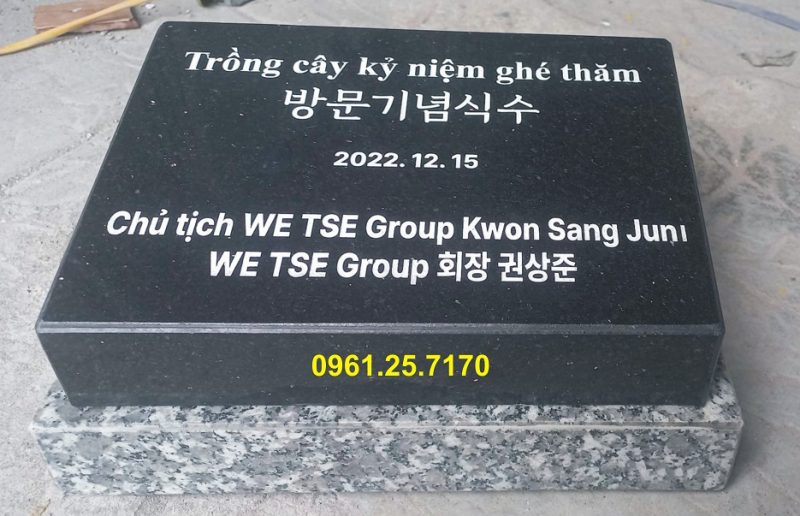 Trồng cây kỷ niệm ghé thăm
방문기념식수
2022. 12. 15
Chủ tịch WE TSE Group Kwon Sang Junı
WE TSE Group 회장 권상준
0961.25.7170